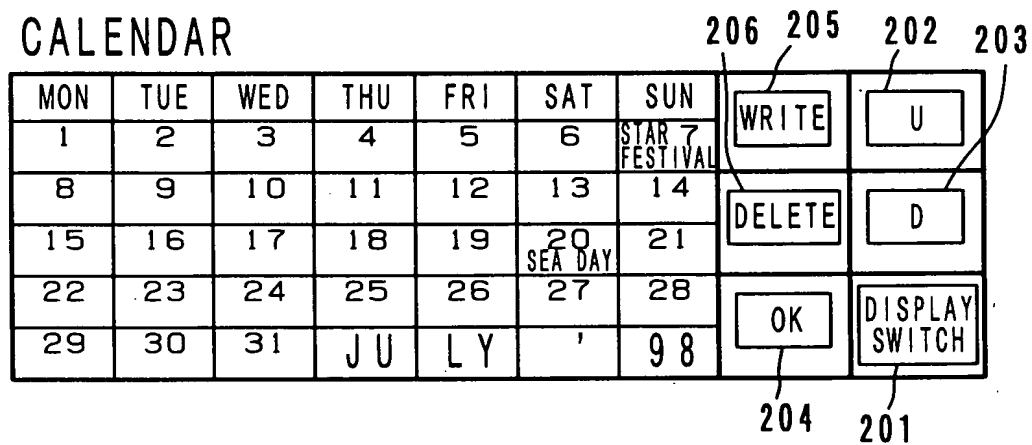 CALENDAR
206 205 202 203
MON TUE WED THU FRI SAT SUN
WRITE U
1 2 3 4 5 6 STAR 7
FESTIVAL
8 9 10 11 12 13 14
DELETE D
15 16 17 18 19 20 21
SEA DAY
22 23 24 25 26 27 28
OK DISPLAY
SWITCH
29 30 31 JU LY ' 98
204 201